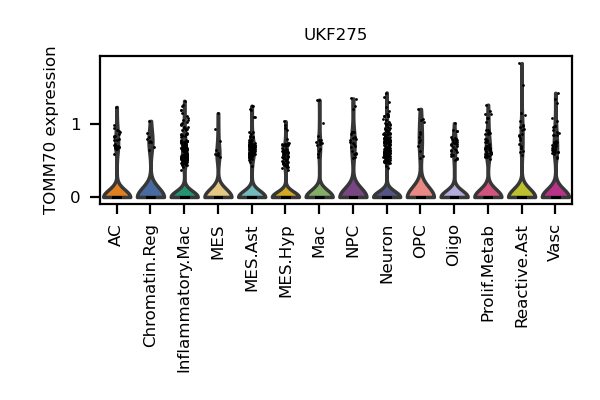 UKF275
TOMM70 expression
1
0
AC
Chromatin.Reg
Inflammatory.Mac
MES
MES.Ast
MES.Hyp
Mac
NPC
Neuron
OPC
Oligo
Prolif.Metab
Reactive.Ast
Vasc